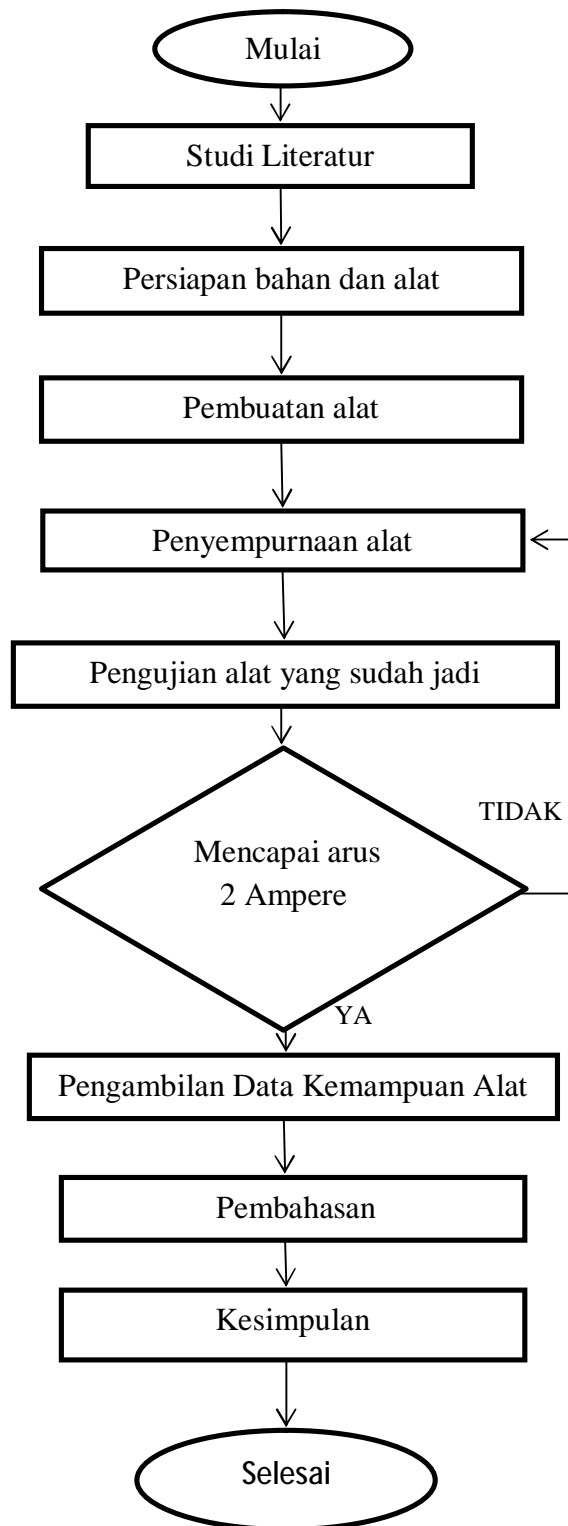 Mulai
Studi Literatur
Persiapan bahan dan alat
Pembuatan alat
Penyempurnaan alat
Pengujian alat yang sudah jadi
TIDAK
Mencapai arus
2 Ampere
YA
Pengambilan Data Kemampuan Alat
Pembahasan
Kesimpulan
Selesai